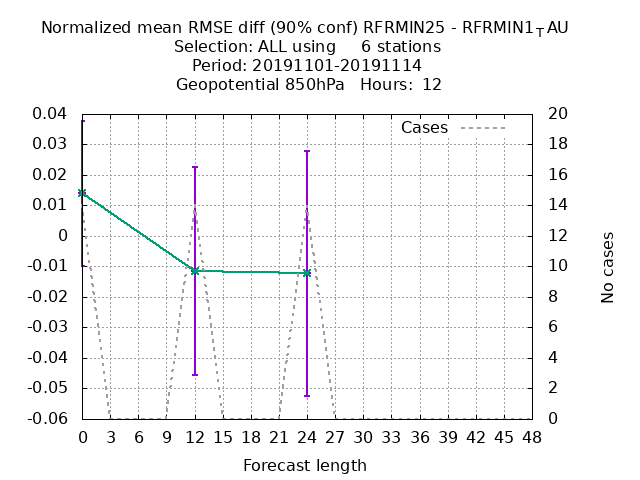 Normalized mean RMSE diff (90% conf) RFRMIN25 - RFRMIN1TAU
Selection: ALL using 6 stations
Period: 20191101-20191114
Geopotential 850hPa Hours: 12
Cases
0.04
0.03
0.02
0.01
0
-0.01
-0.02
-0.03
-0.04
-0.05
-0.06
20
18
16
14
12
10
8
6
4
2
0
No cases
0 3 6 9 12 15 18 21 24 27 30 33 36 39 42 45 48
Forecast length